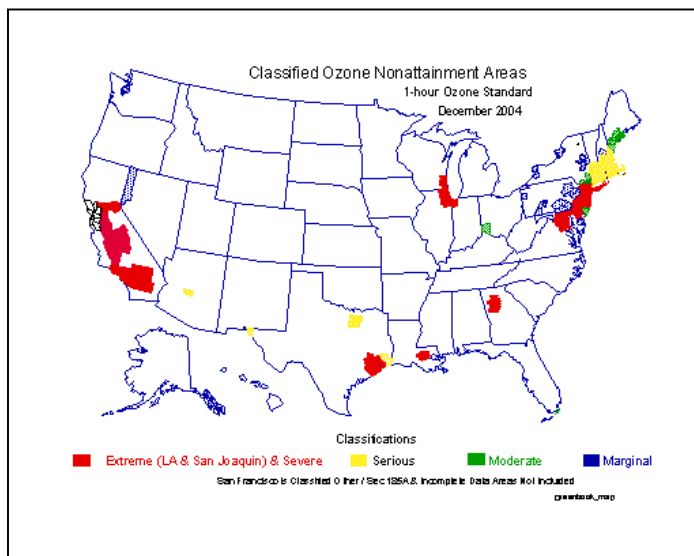 Classified Ozone Nonattainment Areas
1-hour Ozone Standard
December 2004
Classifications
Extreme (LA & San Joaquin) & Severe
Serious
Moderate
Marginal
San Francisco is Classified Other / Sec 185A & Incomplete Data Areas Not Included
greenbook_map